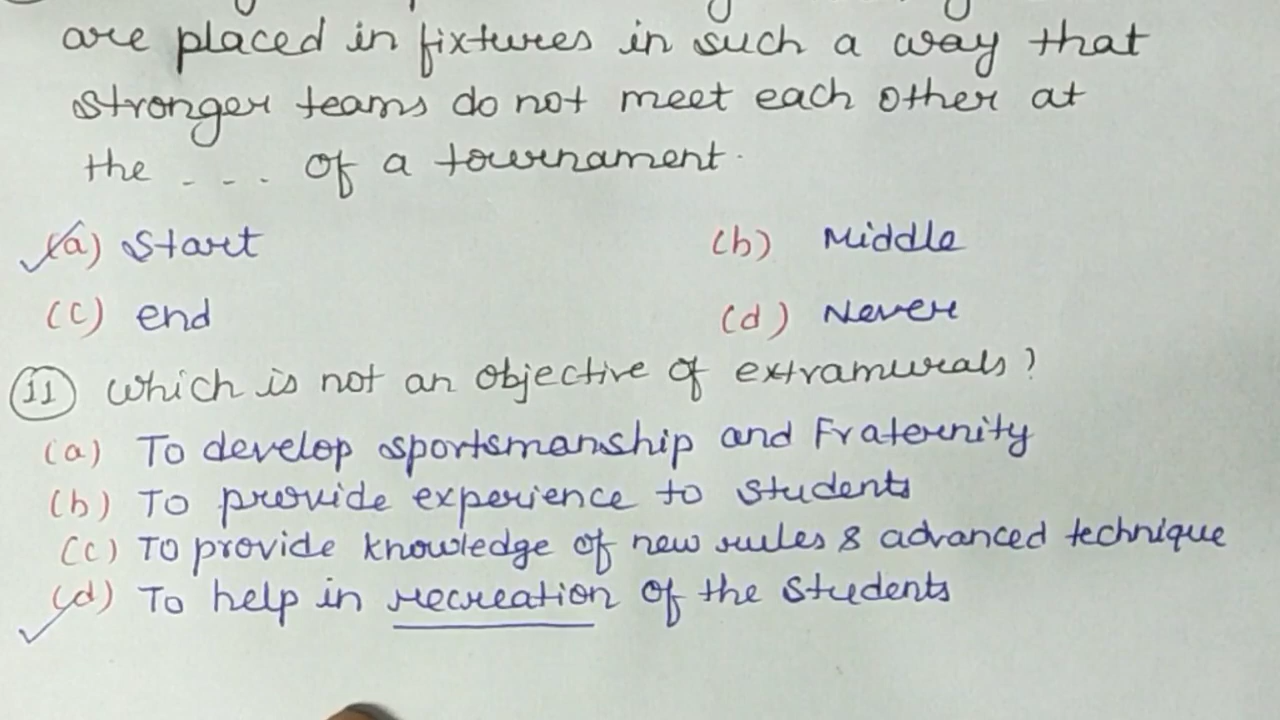 are placed in fixtures in such a way that
stronger teams do not meet each other at
the - - - of a tournament.
(a) Start (b) Middle
(c) end (d) Never
11 Which is not an objective of extramurals?
(a) To develop sportsmanship and Fraternity
(b) To provide experience to students
(c) To provide knowledge of new rules & advanced technique
(d) To help in recreation of the students